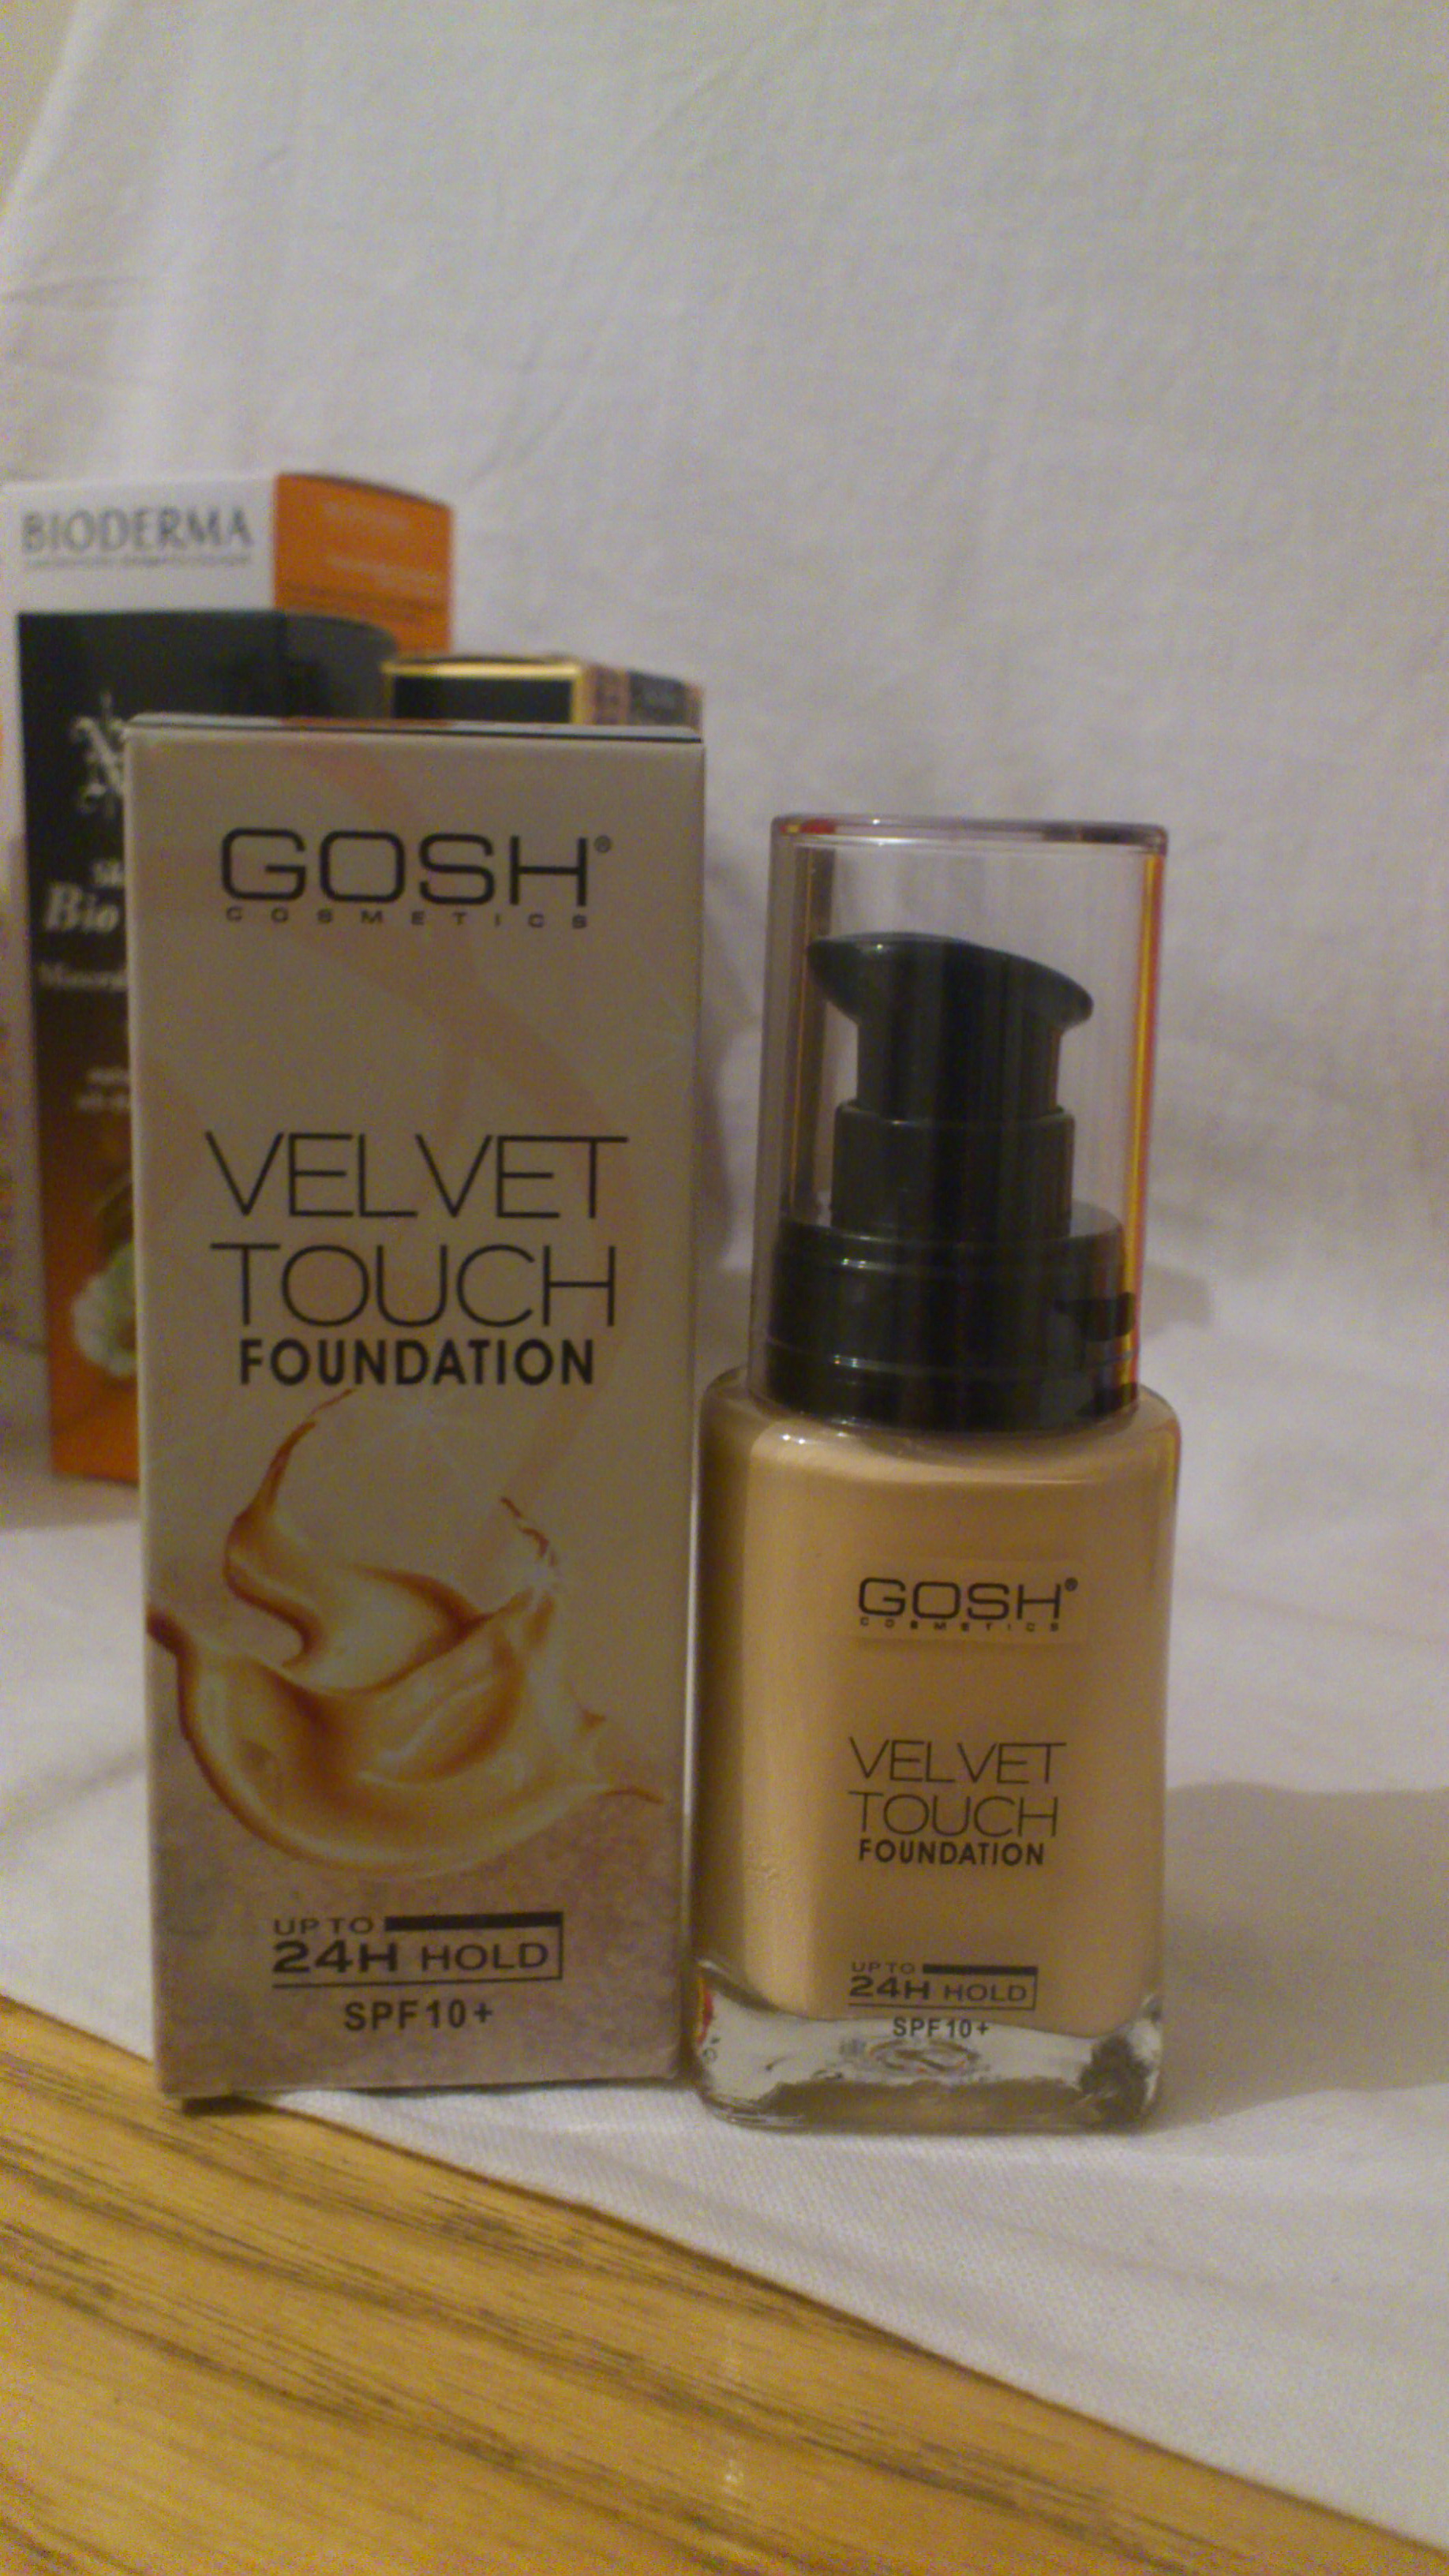 BIODERMA
Bio
GOSH®
COSMETICS
VELVET
TOUCH
FOUNDATION
UP TO
24H HOLD
SPF10+
GOSH®
COSMETICS
VELVET
TOUCH
FOUNDATION
UP TO
24H HOLD
SPF10+